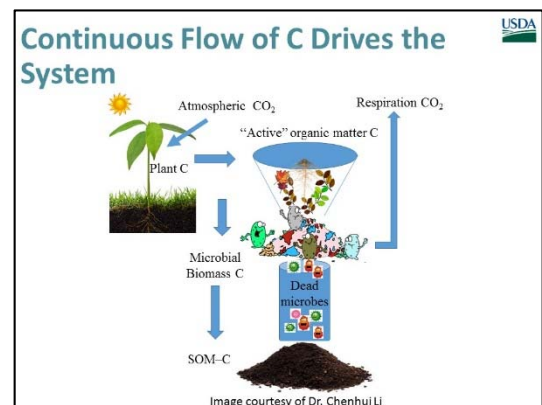 Continuous Flow of C Drives the
System
USDA
Atmospheric CO₂
Respiration CO₂
“Active” organic matter C
Plant C
Microbial
Biomass C
Dead
microbes
SOM–C
Image courtesy of Dr. Chenhui Li